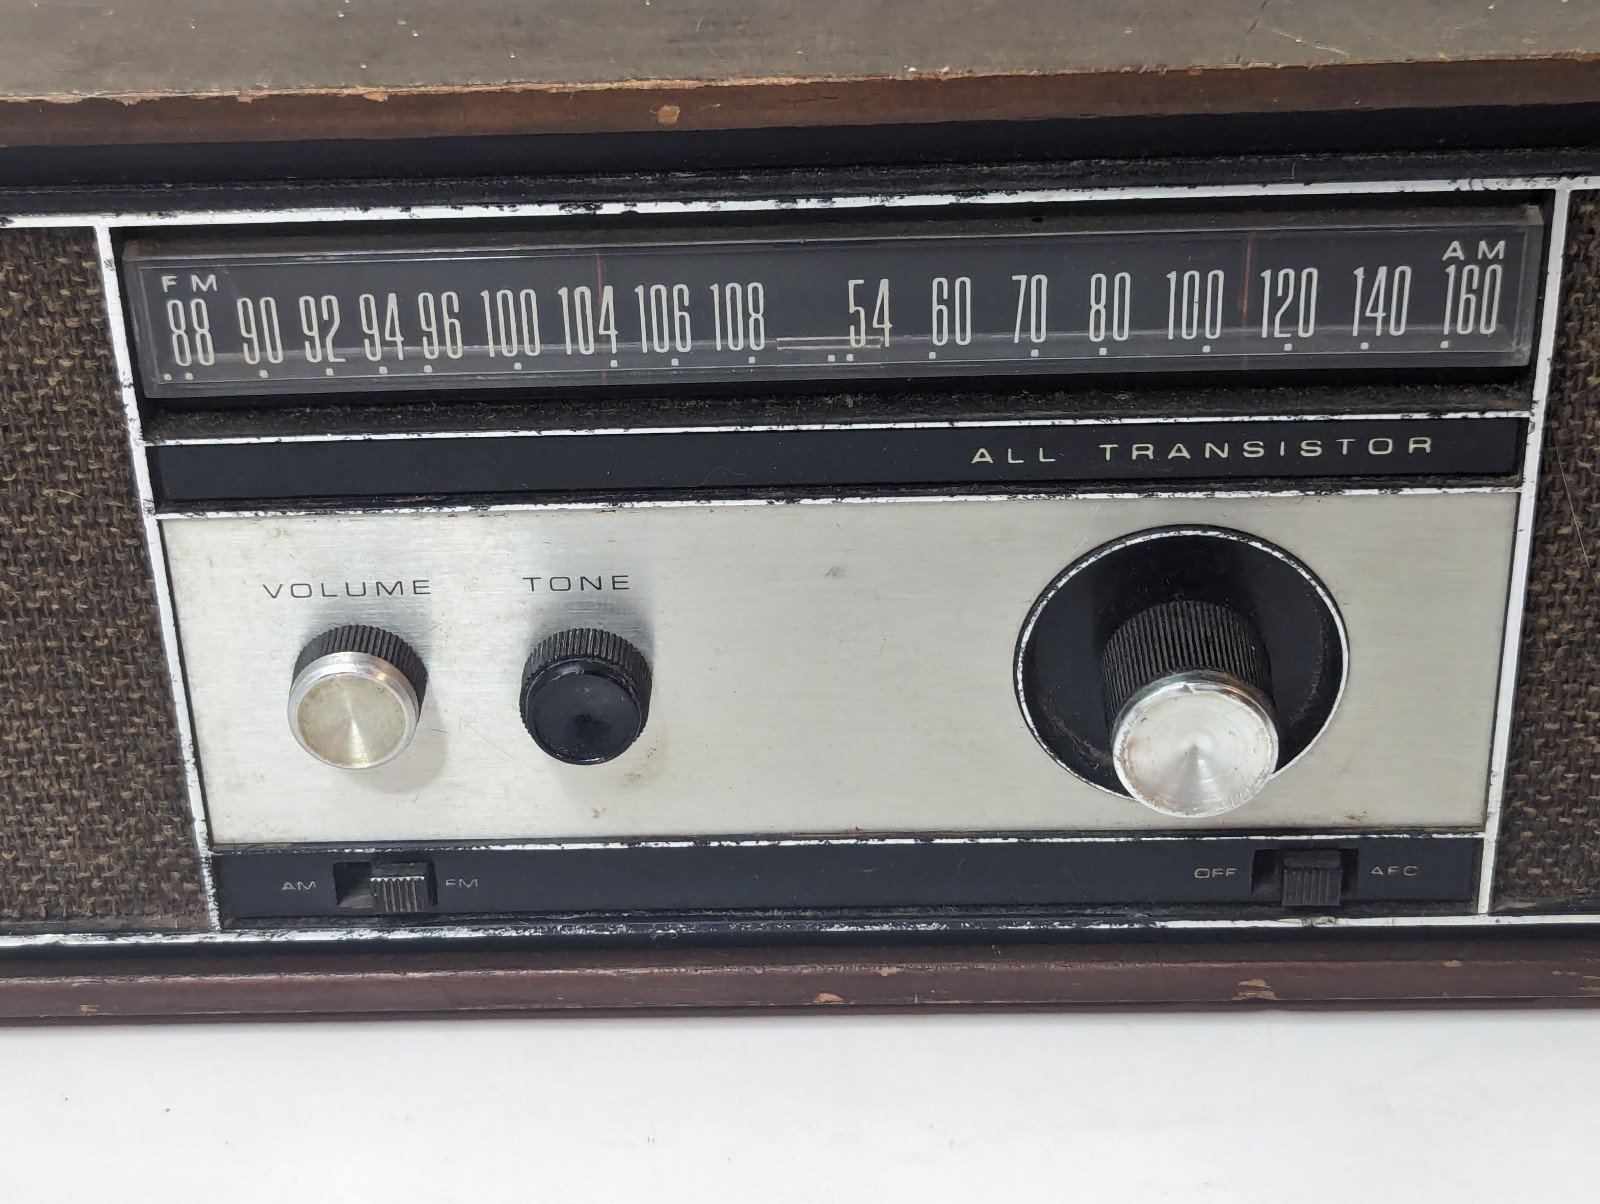 FM AM
88 90 92 94 96 100 104 106 108 54 60 70 80 100 120 140 160
ALL TRANSISTOR
VOLUME TONE
AM FM OFF AFC